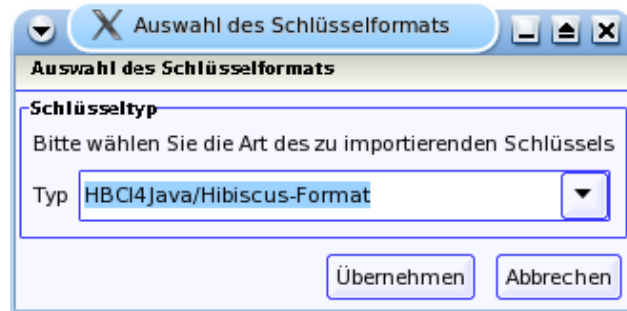 Auswahl des Schlüsselformats
Auswahl des Schlüsselformats
Schlüsseltyp
Bitte wählen Sie die Art des zu importierenden Schlüssels
Typ HBCI4Java/Hibiscus-Format
Übernehmen Abbrechen